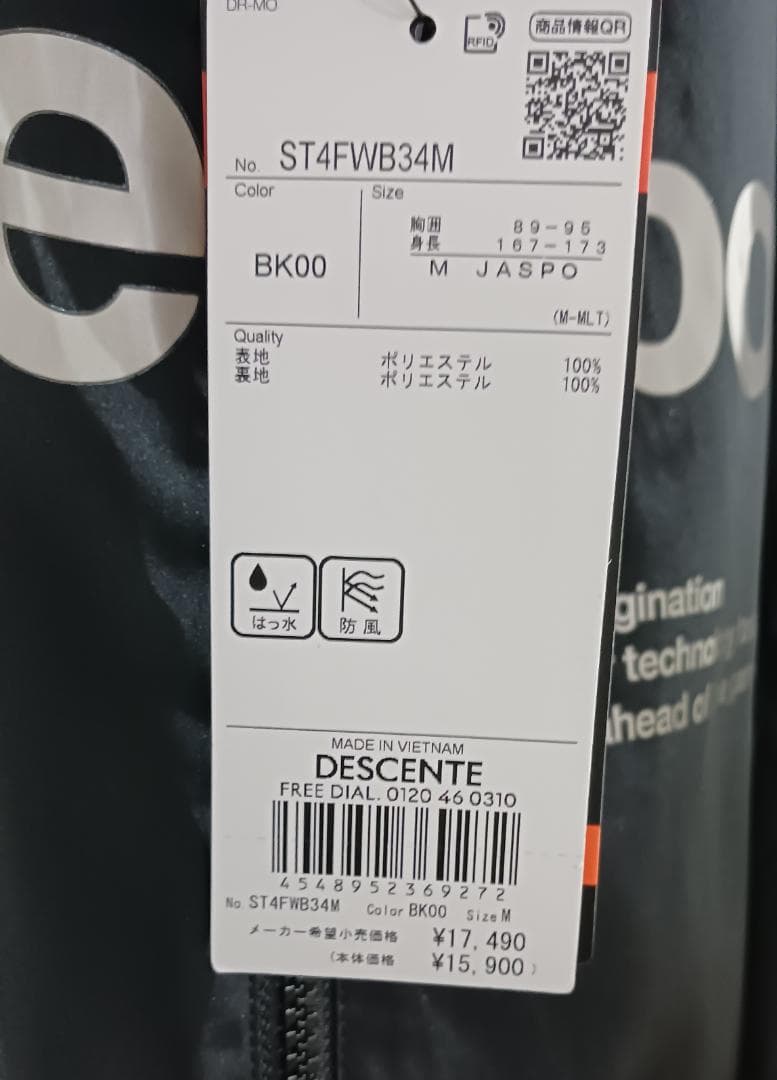 DR-MO
RFID
商品情報QR
No. ST4FWB34M
Color
Size
BK00
胸囲 89-95
身長 167-173
M JASPO
(M-MLT)
Quality
表地 ポリエステル 100%
裏地 ポリエステル 100%
はっ水
防風
MADE IN VIETNAM
DESCENTE
FREE DIAL. 0120 46 0310
4548952369272
No. ST4FWB34M Color BK00 Size M
メーカー希望小売価格 ¥17,490
(本体価格 ¥15,900)
e
oo
gination
techno
ahead of